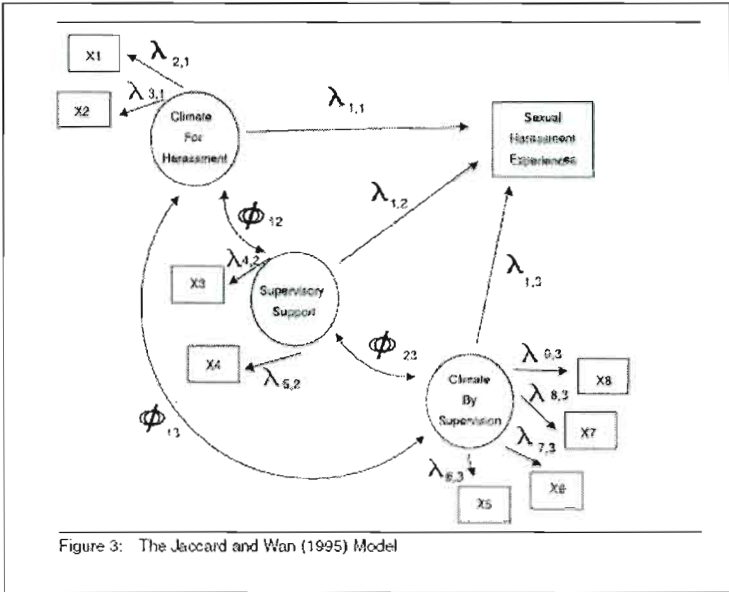 X1
λ 2,1
λ 3,1
X2
Climate
For
Harassment
λ 1,1
Sexual
Harassment
Experiences
ϕ 12
λ 1,2
λ 4,2
X3
Supervisory
Support
λ 1,3
X4
λ 5,2
ϕ 23
λ 9,3
X8
Climate
By
Supervision
λ 8,3
X7
ϕ 13
λ 7,3
λ 6,3
X6
X5
Figure 3: The Jaccard and Wan (1995) Model